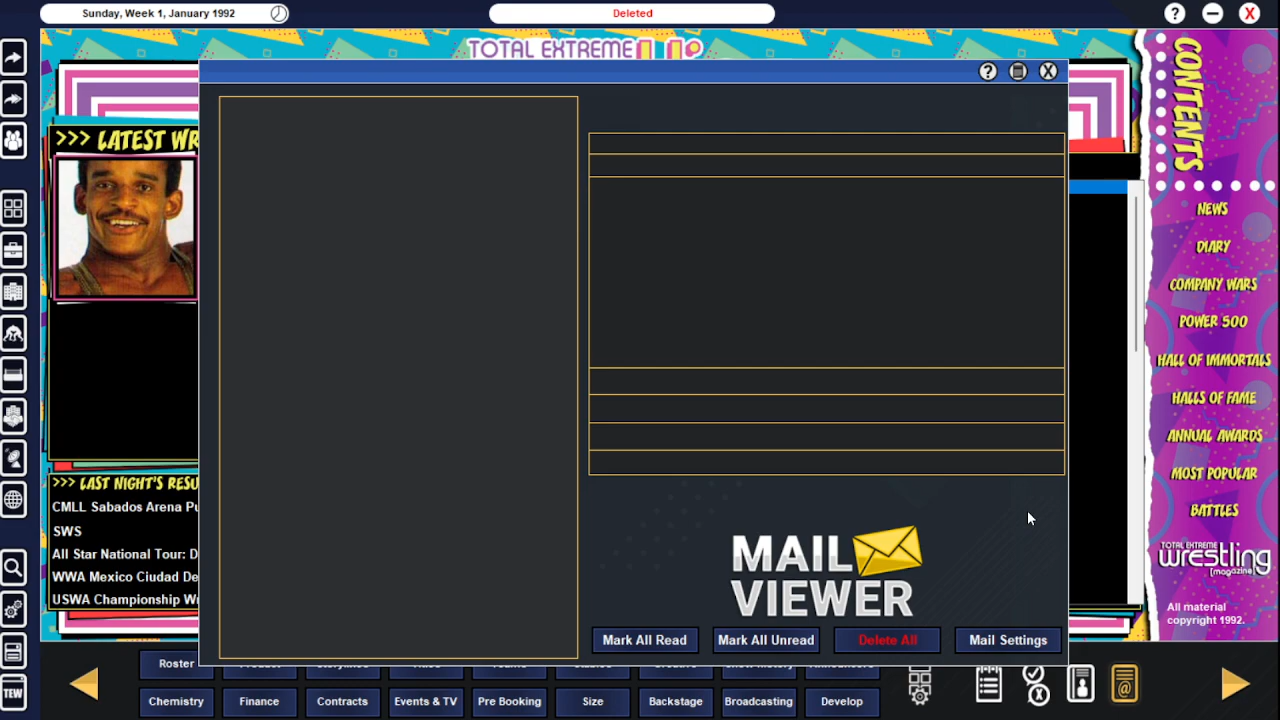 Sunday, Week 1, January 1992
Deleted
?
X
TOTAL EXTREME
?
X
CONTENTS
>>> LATEST WR
NEWS
DIARY
COMPANY WARS
POWER 500
HALL OF IMMORTALS
HALLS OF FAME
ANNUAL AWARDS
MOST POPULAR
BATTLES
>>> LAST NIGHT'S RESU
CMLL Sabados Arena Pu
SWS
All Star National Tour: D
WWA Mexico Ciudad De
USWA Championship Wr
MAIL
VIEWER
TOTAL EXTREME
wrestling
[magazine]
All material
copyright 1992.
Mark All Read
Mark All Unread
Delete All
Mail Settings
Roster
TEW
Chemistry
Finance
Contracts
Events & TV
Pre Booking
Size
Backstage
Broadcasting
Develop
@